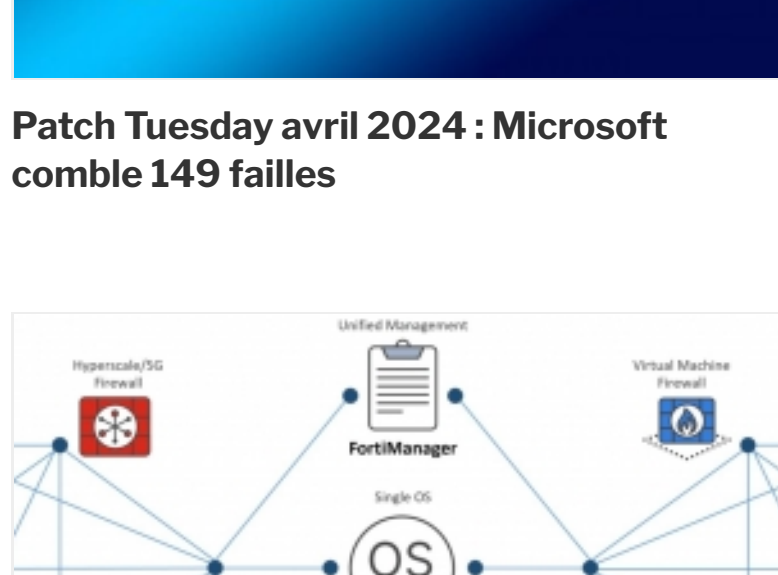 Patch Tuesday avril 2024 : Microsoft
comble 149 failles
Unified Management
Hyperscale/5G
Firewall
Virtual Machine
Firewall
FortiManager
Single OS
OS